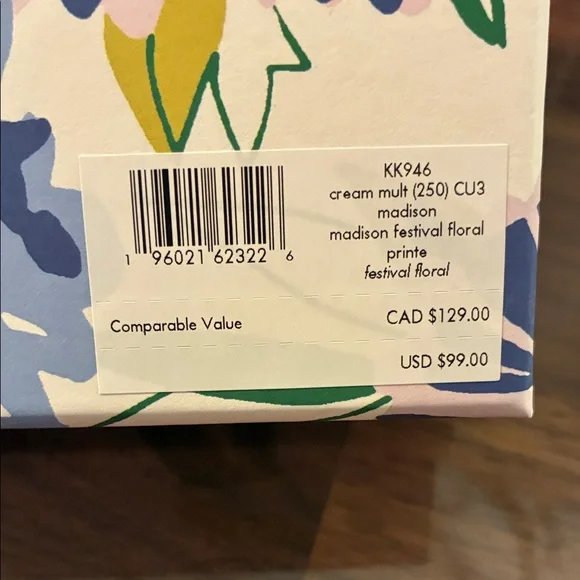 KK946
cream mult (250) CU3
madison
madison festival floral
printe
festival floral
1 96021 62322 6
Comparable Value
CAD $129.00
USD $99.00